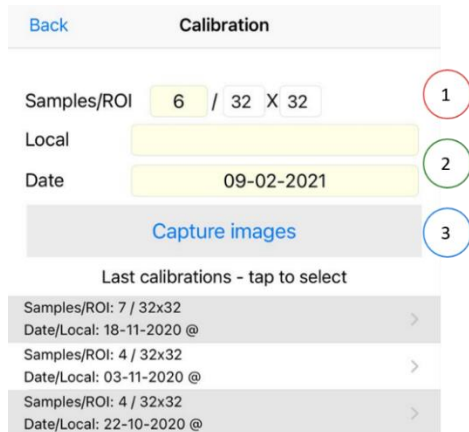 Back Calibration
Samples/ROI 6 / 32 X 32
1
Local
2
Date 09-02-2021
Capture images
3
Last calibrations - tap to select
Samples/ROI: 7 / 32x32
Date/Local: 18-11-2020 @
Samples/ROI: 4 / 32x32
Date/Local: 03-11-2020 @
Samples/ROI: 4 / 32x32
Date/Local: 22-10-2020 @